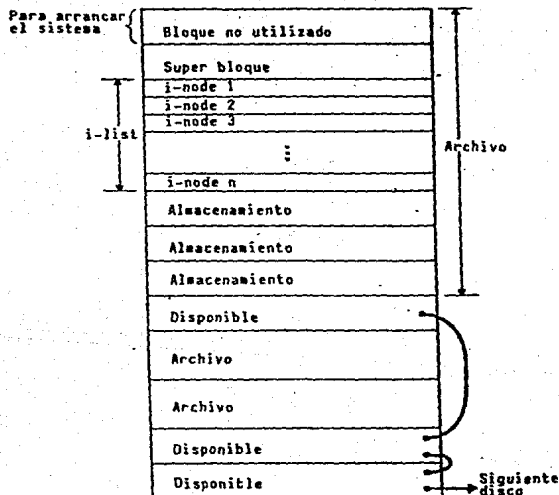 Para arrancar
el sistema
Bloque no utilizado
Super bloque
i-node 1
i-node 2
i-node 3
i-list
Archivo
i-node n
Almacenamiento
Almacenamiento
Almacenamiento
Disponible
Archivo
Archivo
Disponible
Disponible
Siguiente
disco